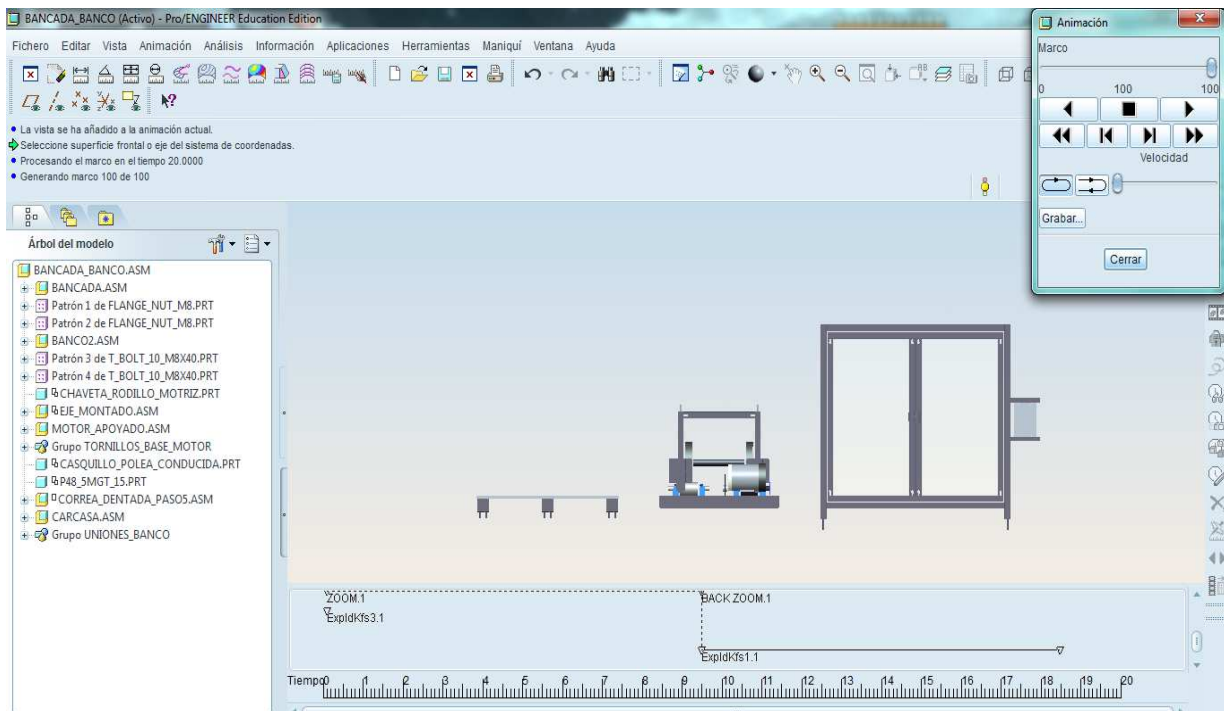 BANCADA_BANCO (Activo) - Pro/ENGINEER Education Edition
Fichero Editar Vista Animación Análisis Información Aplicaciones Herramientas Maniquí Ventana Ayuda
La vista se ha añadido a la animación actual.
Seleccione superficie frontal o eje del sistema de coordenadas.
Procesando el marco en el tiempo 20.0000
Generando marco 100 de 100
Animación
Marco
0 100 100
Velocidad
Grabar...
Cerrar
Árbol del modelo
BANCADA_BANCO.ASM
BANCADA.ASM
Patrón 1 de FLANGE_NUT_M8.PRT
Patrón 2 de FLANGE_NUT_M8.PRT
BANCO2.ASM
Patrón 3 de T_BOLT_10_M8X40.PRT
Patrón 4 de T_BOLT_10_M8X40.PRT
CHAVETA_RODILLO_MOTRIZ.PRT
EJE_MONTADO.ASM
MOTOR_APOYADO.ASM
Grupo TORNILLOS_BASE_MOTOR
CASQUILLO_POLEA_CONDUCIDA.PRT
P48_5MGT_15.PRT
CORREA_DENTADA_PASO5.ASM
CARCASA.ASM
Grupo UNIONES_BANCO
ZOOM.1 BACK ZOOM.1
ExpldKfs3.1
ExpldKfs1.1
Tiempo 0 1 2 3 4 5 6 7 8 9 10 11 12 13 14 15 16 17 18 19 20